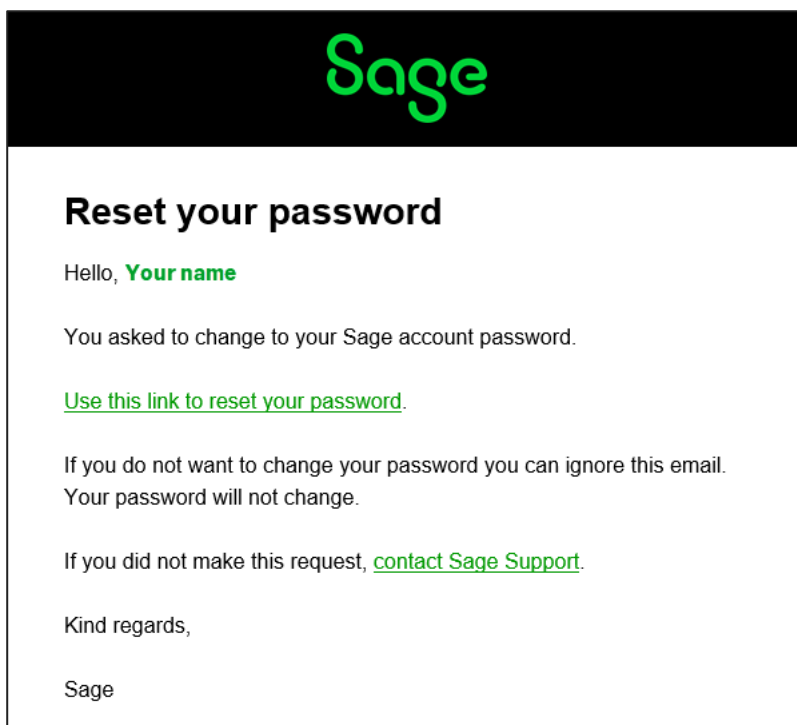 Sage
Reset your password
Hello, Your name
You asked to change to your Sage account password.
Use this link to reset your password.
If you do not want to change your password you can ignore this email.
Your password will not change.
If you did not make this request, contact Sage Support.
Kind regards,
Sage